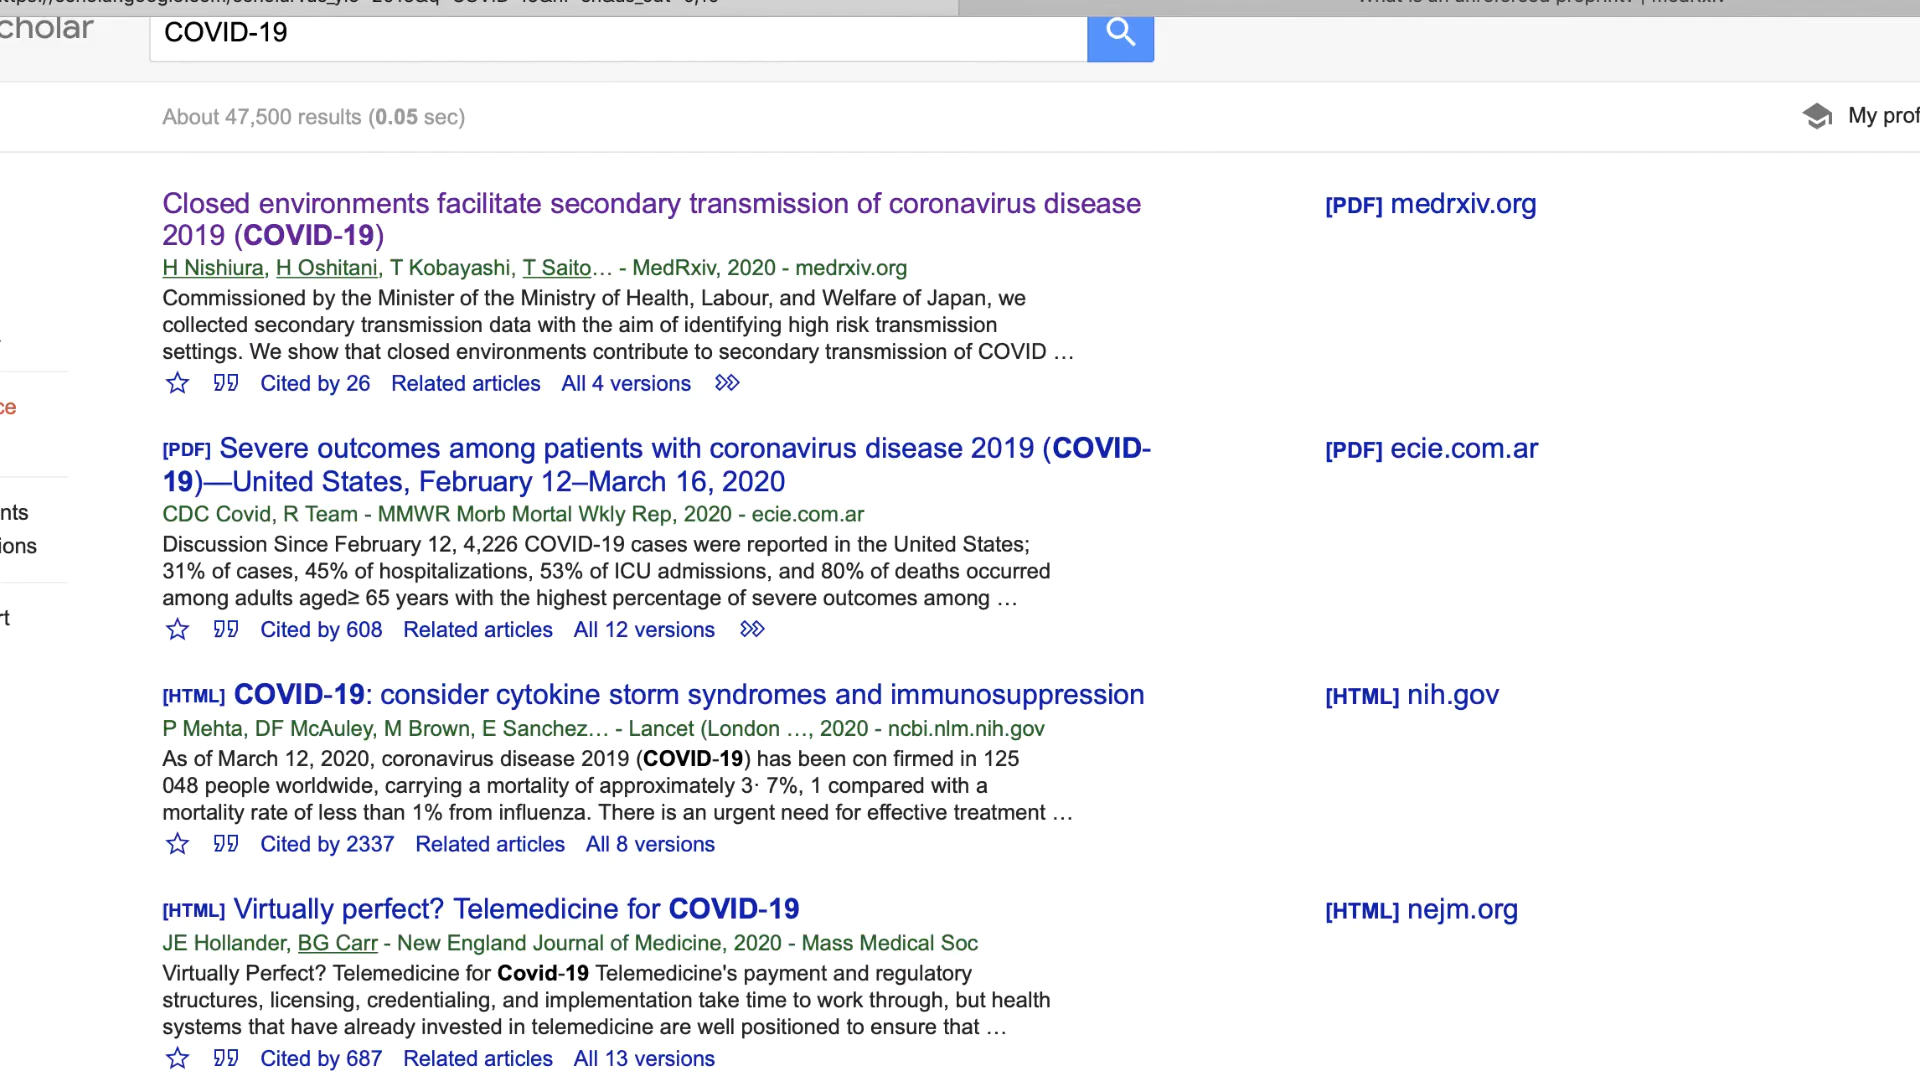 What is an unrefereed preprint? | medRxiv
cholar
COVID-19
About 47,500 results (0.05 sec)
My prof
Closed environments facilitate secondary transmission of coronavirus disease
2019 (COVID-19)
[PDF] medrxiv.org
H Nishiura, H Oshitani, T Kobayashi, T Saito… - MedRxiv, 2020 - medrxiv.org
Commissioned by the Minister of the Ministry of Health, Labour, and Welfare of Japan, we
collected secondary transmission data with the aim of identifying high risk transmission
settings. We show that closed environments contribute to secondary transmission of COVID …
Cited by 26 Related articles All 4 versions
ce
[PDF] Severe outcomes among patients with coronavirus disease 2019 (COVID-
19)—United States, February 12–March 16, 2020
[PDF] ecie.com.ar
nts
CDC Covid, R Team - MMWR Morb Mortal Wkly Rep, 2020 - ecie.com.ar
ions
Discussion Since February 12, 4,226 COVID-19 cases were reported in the United States;
31% of cases, 45% of hospitalizations, 53% of ICU admissions, and 80% of deaths occurred
among adults aged≥ 65 years with the highest percentage of severe outcomes among …
rt
Cited by 608 Related articles All 12 versions
[HTML] COVID-19: consider cytokine storm syndromes and immunosuppression
[HTML] nih.gov
P Mehta, DF McAuley, M Brown, E Sanchez… - Lancet (London …, 2020 - ncbi.nlm.nih.gov
As of March 12, 2020, coronavirus disease 2019 (COVID-19) has been con firmed in 125
048 people worldwide, carrying a mortality of approximately 3· 7%, 1 compared with a
mortality rate of less than 1% from influenza. There is an urgent need for effective treatment …
Cited by 2337 Related articles All 8 versions
[HTML] Virtually perfect? Telemedicine for COVID-19
[HTML] nejm.org
JE Hollander, BG Carr - New England Journal of Medicine, 2020 - Mass Medical Soc
Virtually Perfect? Telemedicine for Covid-19 Telemedicine's payment and regulatory
structures, licensing, credentialing, and implementation take time to work through, but health
systems that have already invested in telemedicine are well positioned to ensure that …
Cited by 687 Related articles All 13 versions